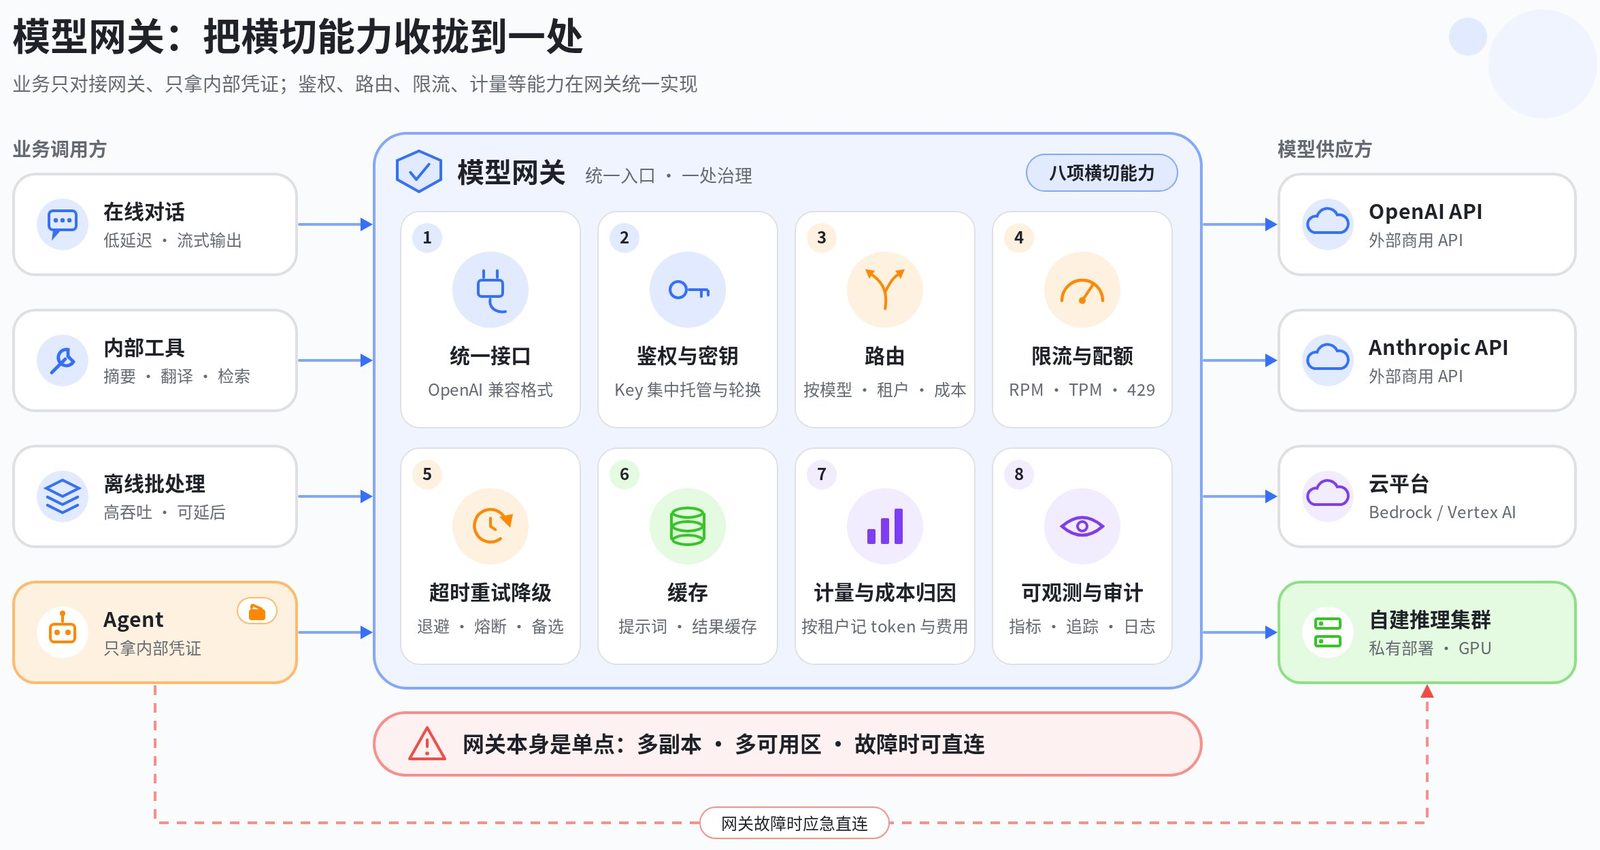 模型网关：把横切能力收拢到一处
业务只对接网关、只拿内部凭证；鉴权、路由、限流、计量等能力在网关统一实现
业务调用方
在线对话
低延迟 · 流式输出
内部工具
摘要 · 翻译 · 检索
离线批处理
高吞吐 · 可延后
Agent
只拿内部凭证
模型网关 统一入口 · 一处治理
八项横切能力
1
统一接口
OpenAI 兼容格式
2
鉴权与密钥
Key 集中托管与轮换
3
路由
按模型 · 租户 · 成本
4
限流与配额
RPM · TPM · 429
5
超时重试降级
退避 · 熔断 · 备选
6
缓存
提示词 · 结果缓存
7
计量与成本归因
按租户记 token 与费用
8
可观测与审计
指标 · 追踪 · 日志
模型供应方
OpenAI API
外部商用 API
Anthropic API
外部商用 API
云平台
Bedrock / Vertex AI
自建推理集群
私有部署 · GPU
网关本身是单点：多副本 · 多可用区 · 故障时可直连
网关故障时应急直连